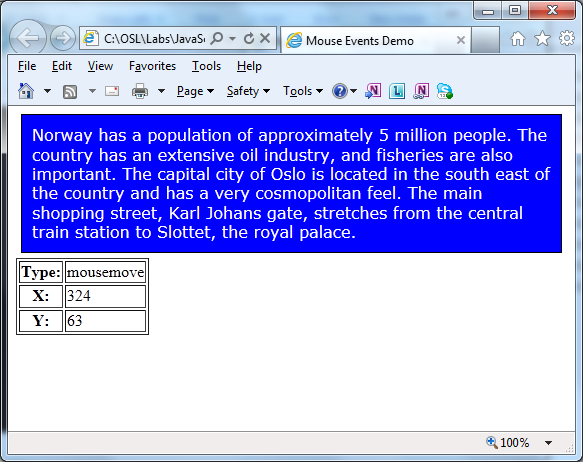 C:\OSL\Labs\JavaSc
Mouse Events Demo
File Edit View Favorites Tools Help
Page Safety Tools
Norway has a population of approximately 5 million people. The
country has an extensive oil industry, and fisheries are also
important. The capital city of Oslo is located in the south east of
the country and has a very cosmopolitan feel. The main
shopping street, Karl Johans gate, stretches from the central
train station to Slottet, the royal palace.
Type: mousemove
X: 324
Y: 63
100%